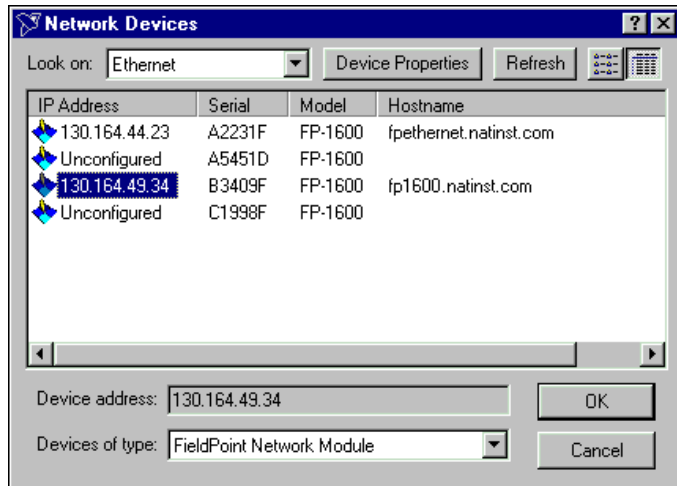 Network Devices
Look on: Ethernet Device Properties Refresh
IP Address Serial Model Hostname
130.164.44.23 A2231F FP-1600 fpethernet.natinst.com
Unconfigured A5451D FP-1600
130.164.49.34 B3409F FP-1600 fp1600.natinst.com
Unconfigured C1998F FP-1600
Device address: 130.164.49.34 OK
Devices of type: FieldPoint Network Module Cancel